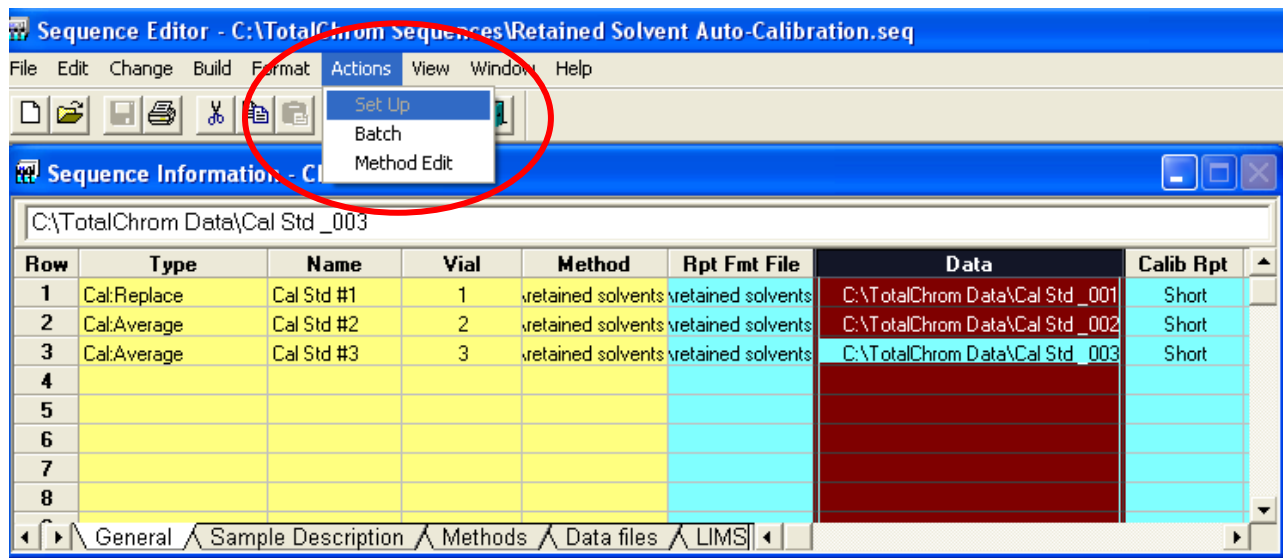 Sequence Editor - C:\TotalChrom Sequences\Retained Solvent Auto-Calibration.seq
File Edit Change Build Format Actions View Window Help
Set Up
Batch
Method Edit
Sequence Information - C
C:\TotalChrom Data\Cal Std _003
Row Type Name Vial Method Rpt Fmt File Data Calib Rpt
1 Cal:Replace Cal Std #1 1 \retained solvents \retained solvents C:\TotalChrom Data\Cal Std _001 Short
2 Cal:Average Cal Std #2 2 \retained solvents \retained solvents C:\TotalChrom Data\Cal Std _002 Short
3 Cal:Average Cal Std #3 3 \retained solvents \retained solvents C:\TotalChrom Data\Cal Std _003 Short
4
5
6
7
8
General Sample Description Methods Data files LIMS